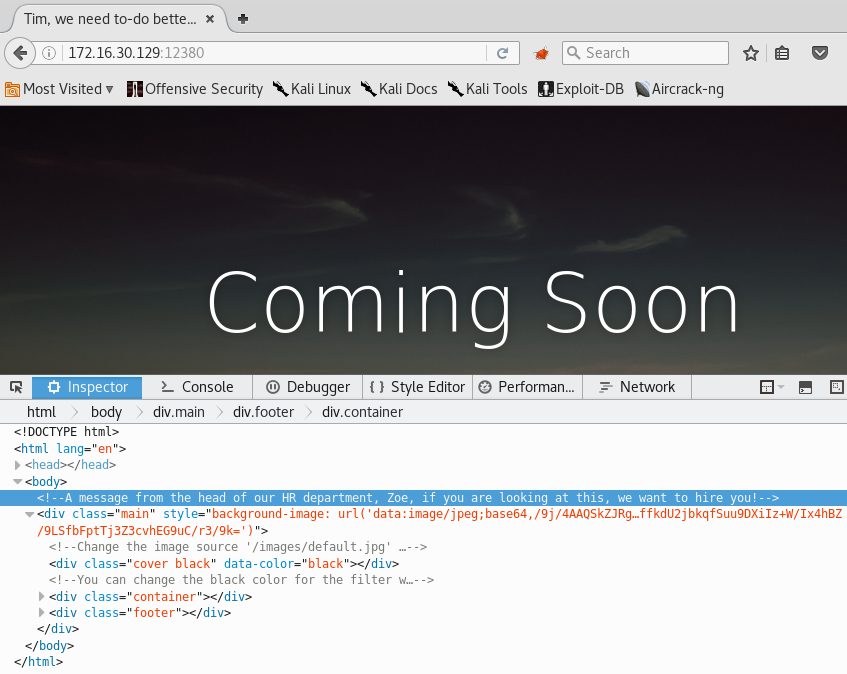 Tim, we need to-do bette...
172.16.30.129:12380
Search
Most Visited
Offensive Security
Kali Linux
Kali Docs
Kali Tools
Exploit-DB
Aircrack-ng
Coming Soon
Inspector
Console
Debugger
Style Editor
Performan...
Network
html
body
div.main
div.footer
div.container
<!DOCTYPE html>
<html lang="en">
<head></head>
<body>
<!--A message from the head of our HR department, Zoe, if you are looking at this, we want to hire you!-->
<div class="main" style="background-image: url('data:image/jpeg;base64,/9j/4AAQSkZJRg…ffkdU2jbkqfSuu9DXiIz+W/Ix4hBZ
/9LSfbFptTj3Z3cvhEG9uC/r3/9k=')">
<!--Change the image source '/images/default.jpg' …-->
<div class="cover black" data-color="black"></div>
<!--You can change the black color for the filter w…-->
<div class="container"></div>
<div class="footer"></div>
</div>
</body>
</html>